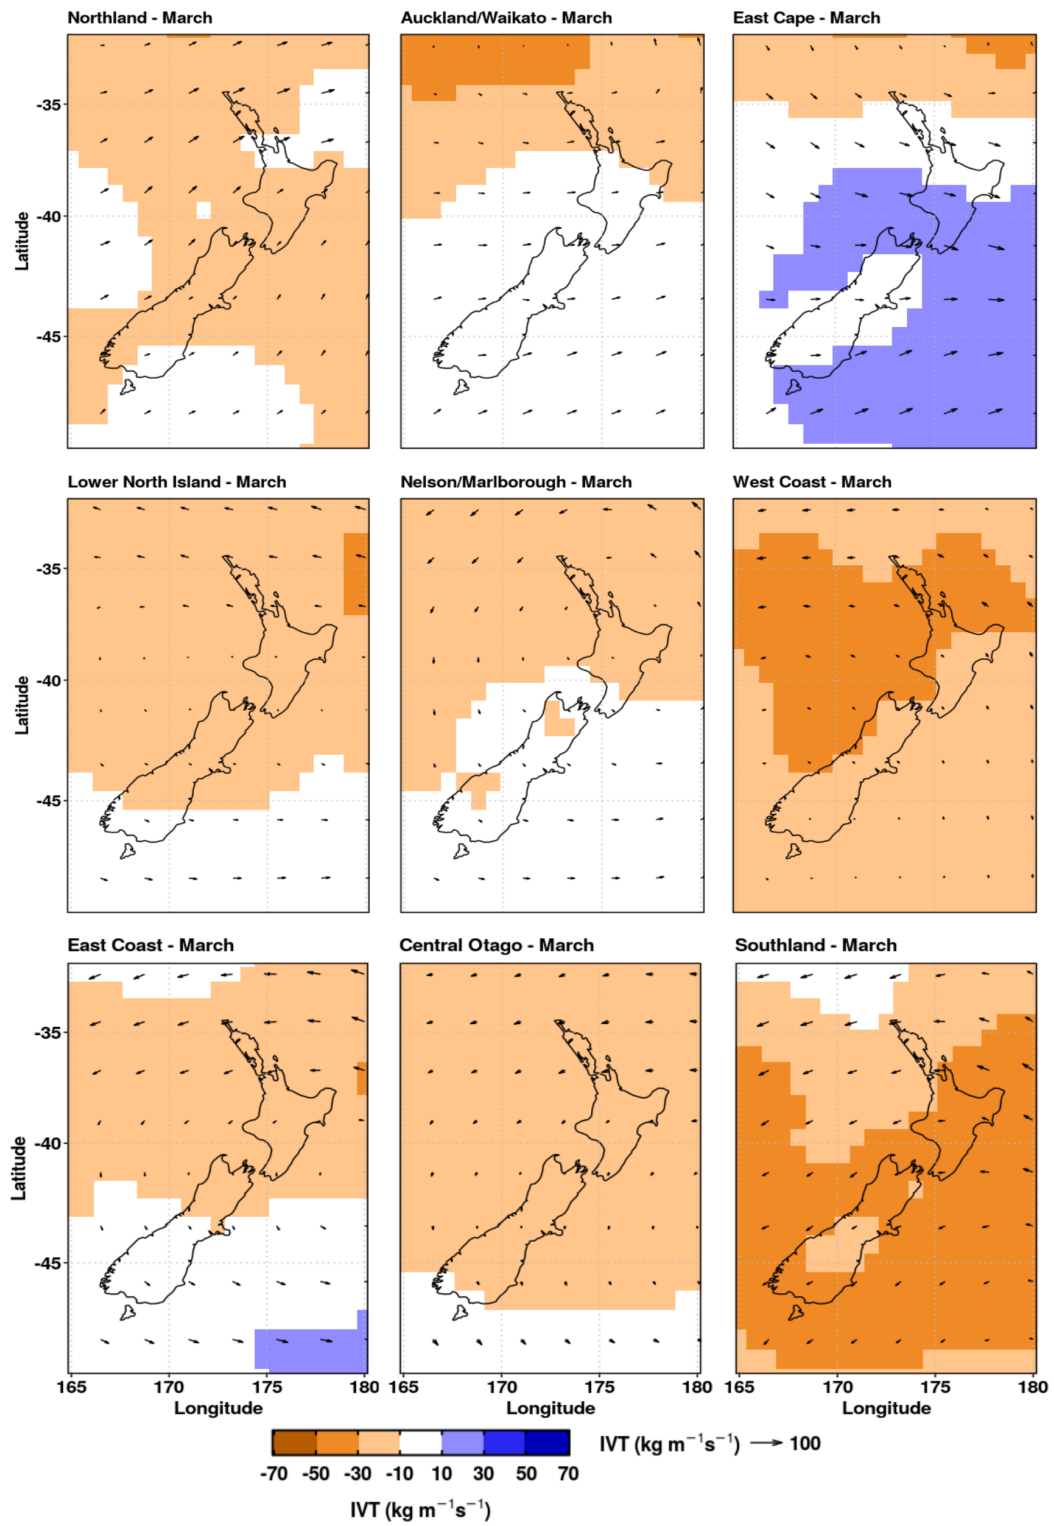 Northland - March
Auckland/Waikato - March
East Cape - March
-35
-40
-45
Latitude
Lower North Island - March
Nelson/Marlborough - March
West Coast - March
-35
-40
-45
Latitude
East Coast - March
Central Otago - March
Southland - March
-35
-40
-45
Latitude
165 170 175 180 165 170 175 180 165 170 175 180
Longitude Longitude Longitude
IVT (kg m⁻¹s⁻¹) → 100
-70 -50 -30 -10 10 30 50 70
IVT (kg m⁻¹s⁻¹)